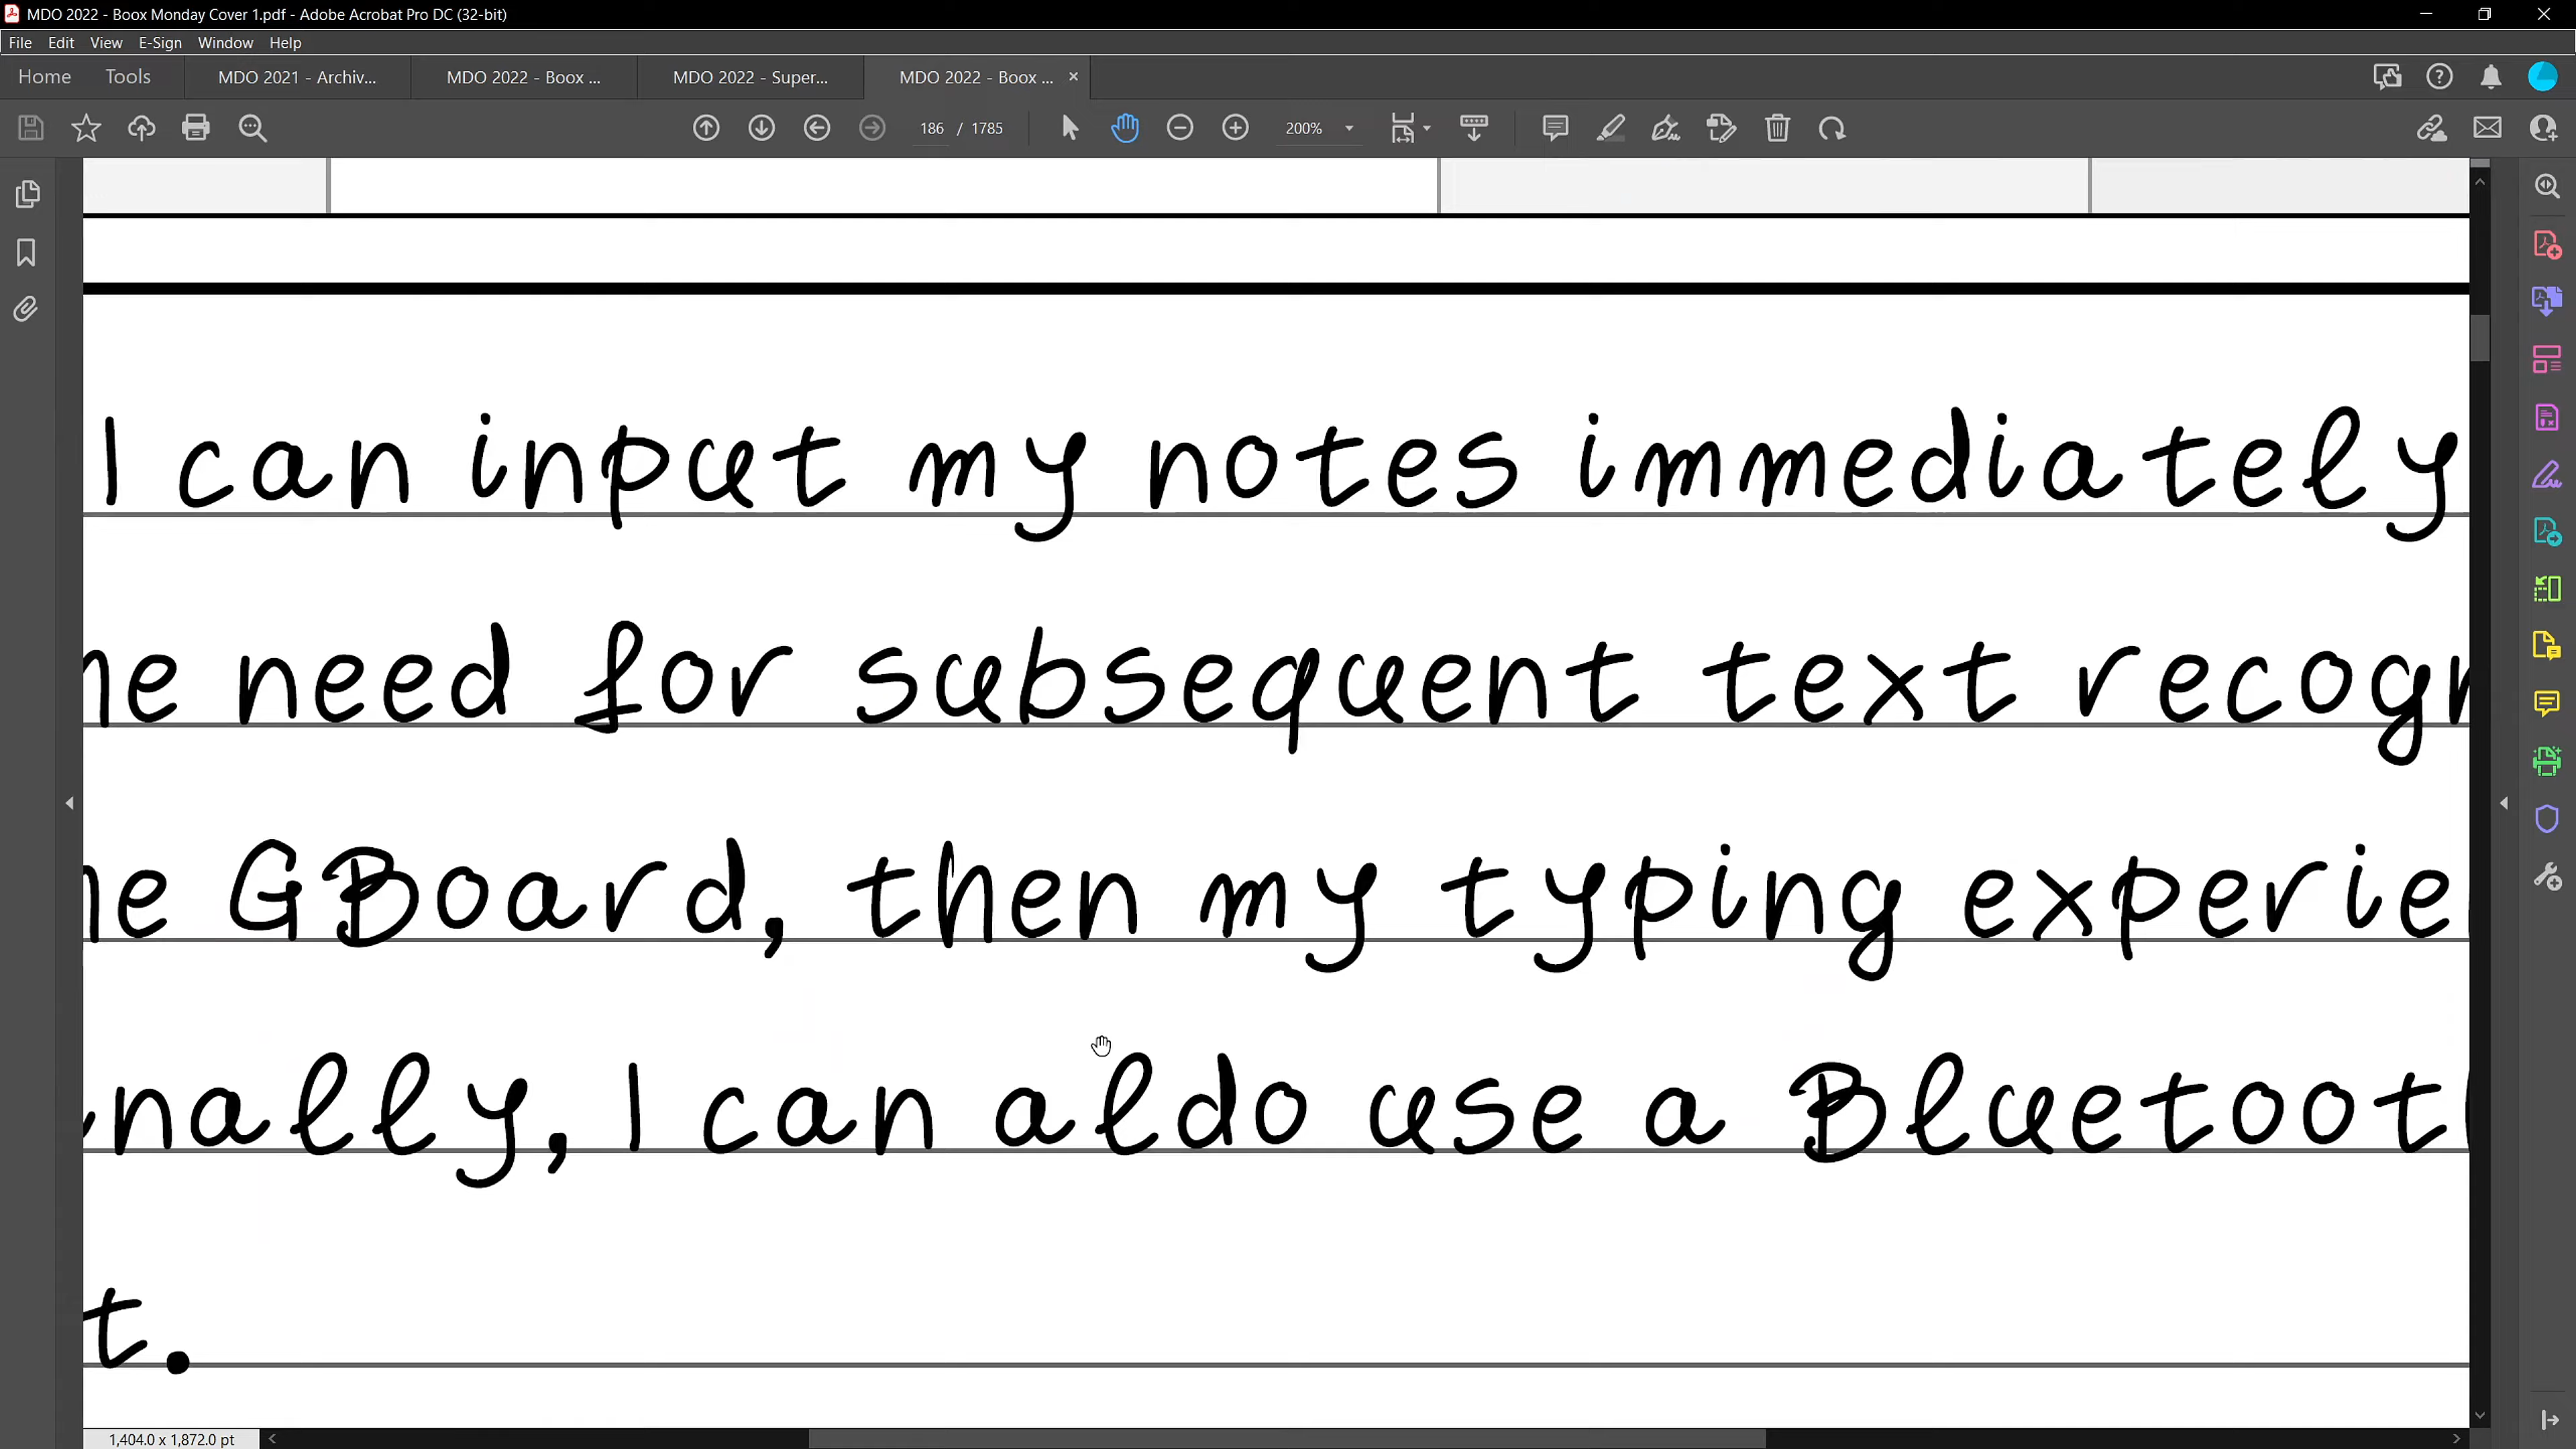 MDO 2022 - Boox Monday Cover 1.pdf - Adobe Acrobat Pro DC (32-bit)
File Edit View E-Sign Window Help
Home Tools MDO 2021 - Archiv... MDO 2022 - Boox ... MDO 2022 - Super... MDO 2022 - Boox ...
186 / 1785 200%
I can input my notes immediately
he need for subsequent text recogn
he GBoard, then my typing experie
nally, I can aldo use a Bluetoot
t.
1,404.0 x 1,872.0 pt